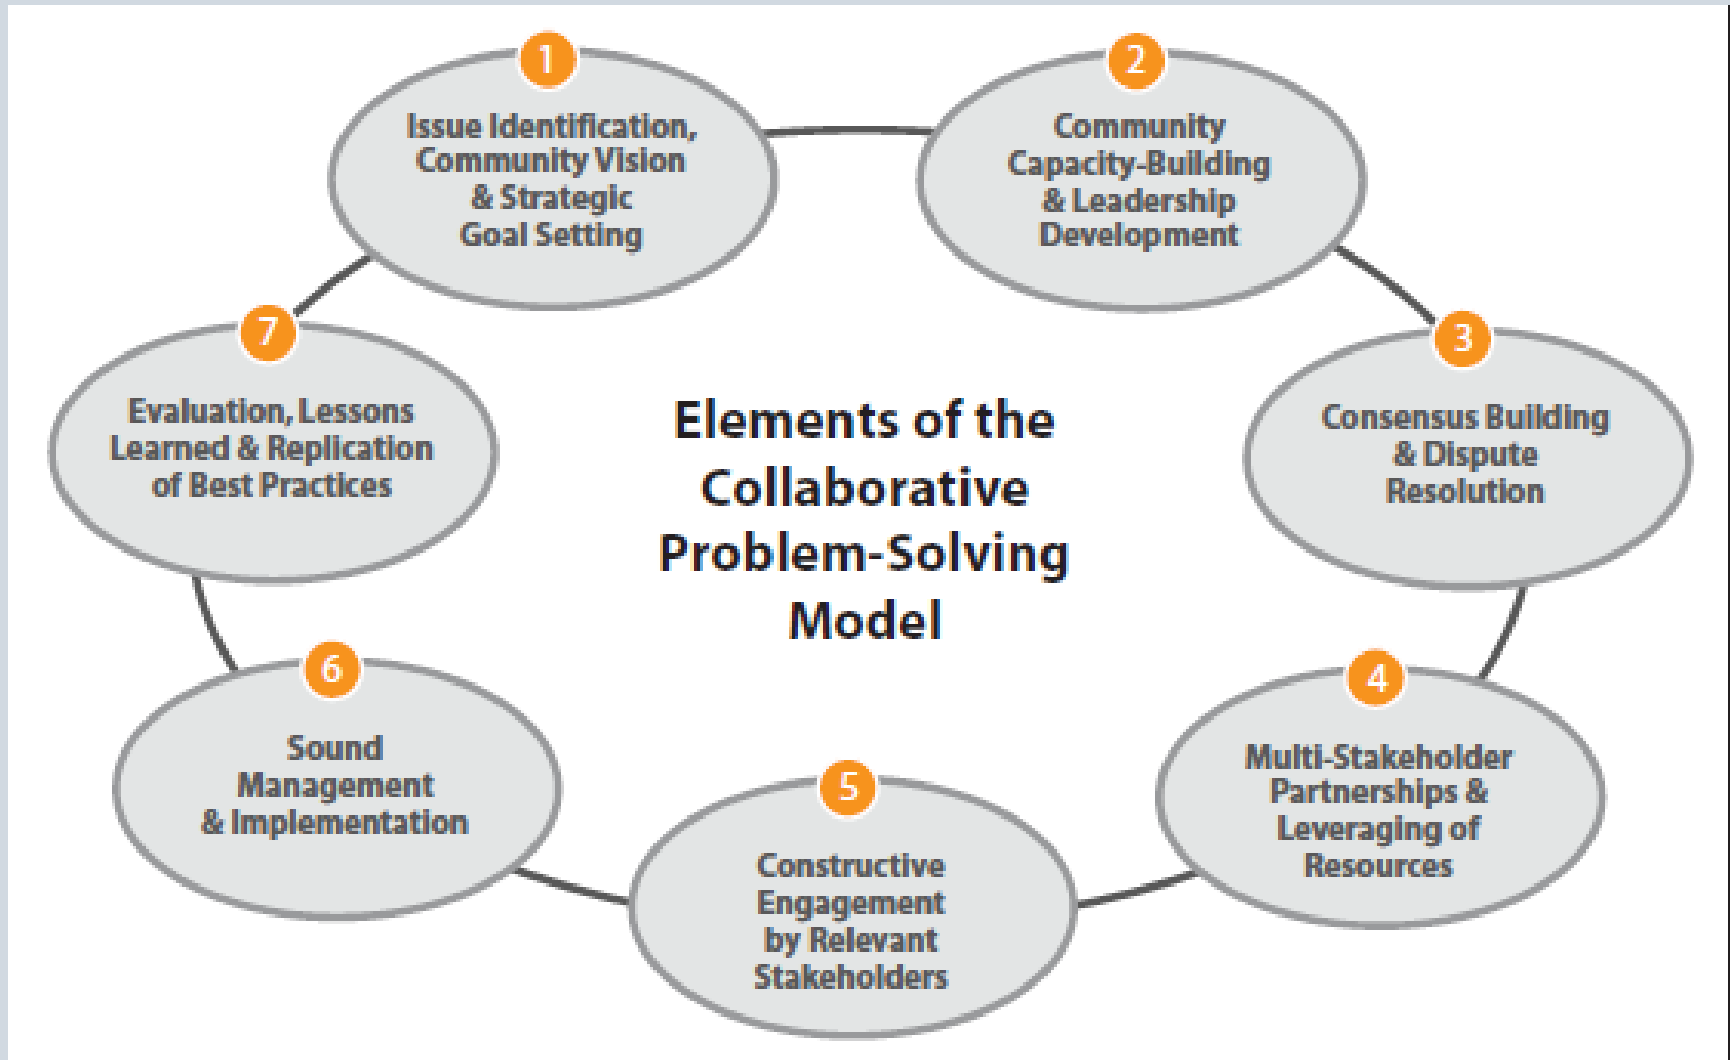 1
Issue Identification,
Community Vision
& Strategic
Goal Setting
2
Community
Capacity-Building
& Leadership
Development
3
Consensus Building
& Dispute
Resolution
4
Multi-Stakeholder
Partnerships &
Leveraging of
Resources
5
Constructive
Engagement
by Relevant
Stakeholders
6
Sound
Management
& Implementation
7
Evaluation, Lessons
Learned & Replication
of Best Practices
Elements of the
Collaborative
Problem-Solving
Model